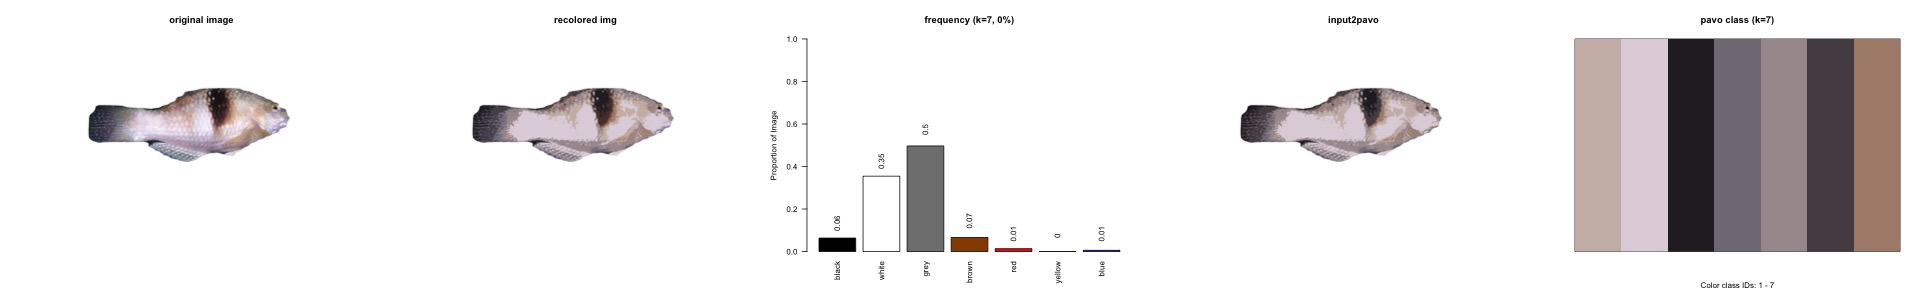 original image
recolored img
frequency (k=7, 0%)
input2pavo
pavo class (k=7)
Proportion of Image
1.0
0.8
0.6
0.4
0.2
0.0
0.06
0.35
0.5
0.07
0.01
0
0.01
black
white
grey
brown
red
yellow
blue
Color class IDs: 1 - 7